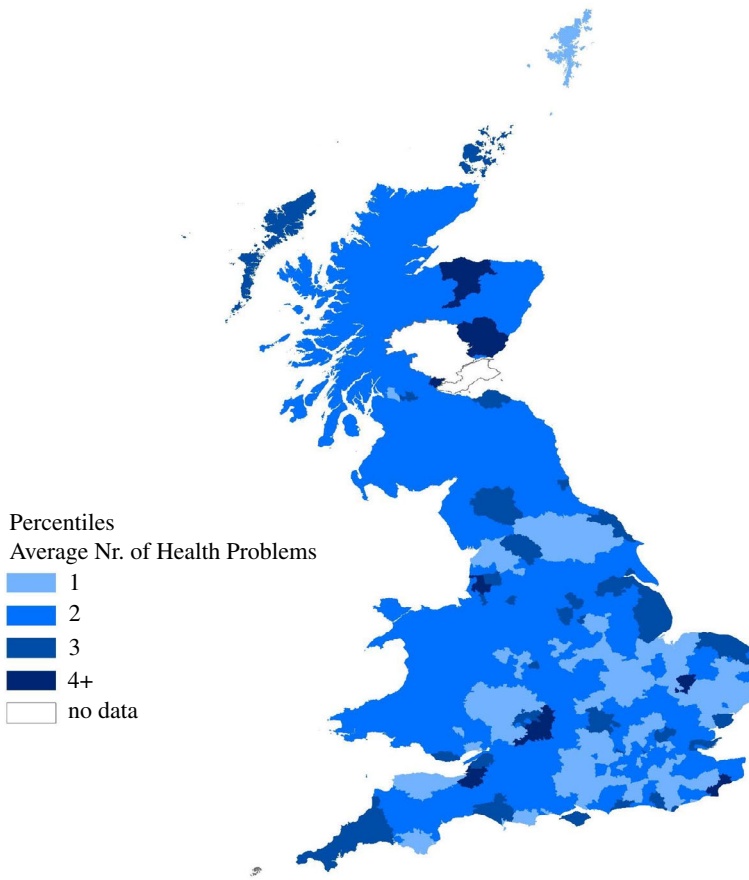 Percentiles
Average Nr. of Health Problems
1
2
3
4+
no data